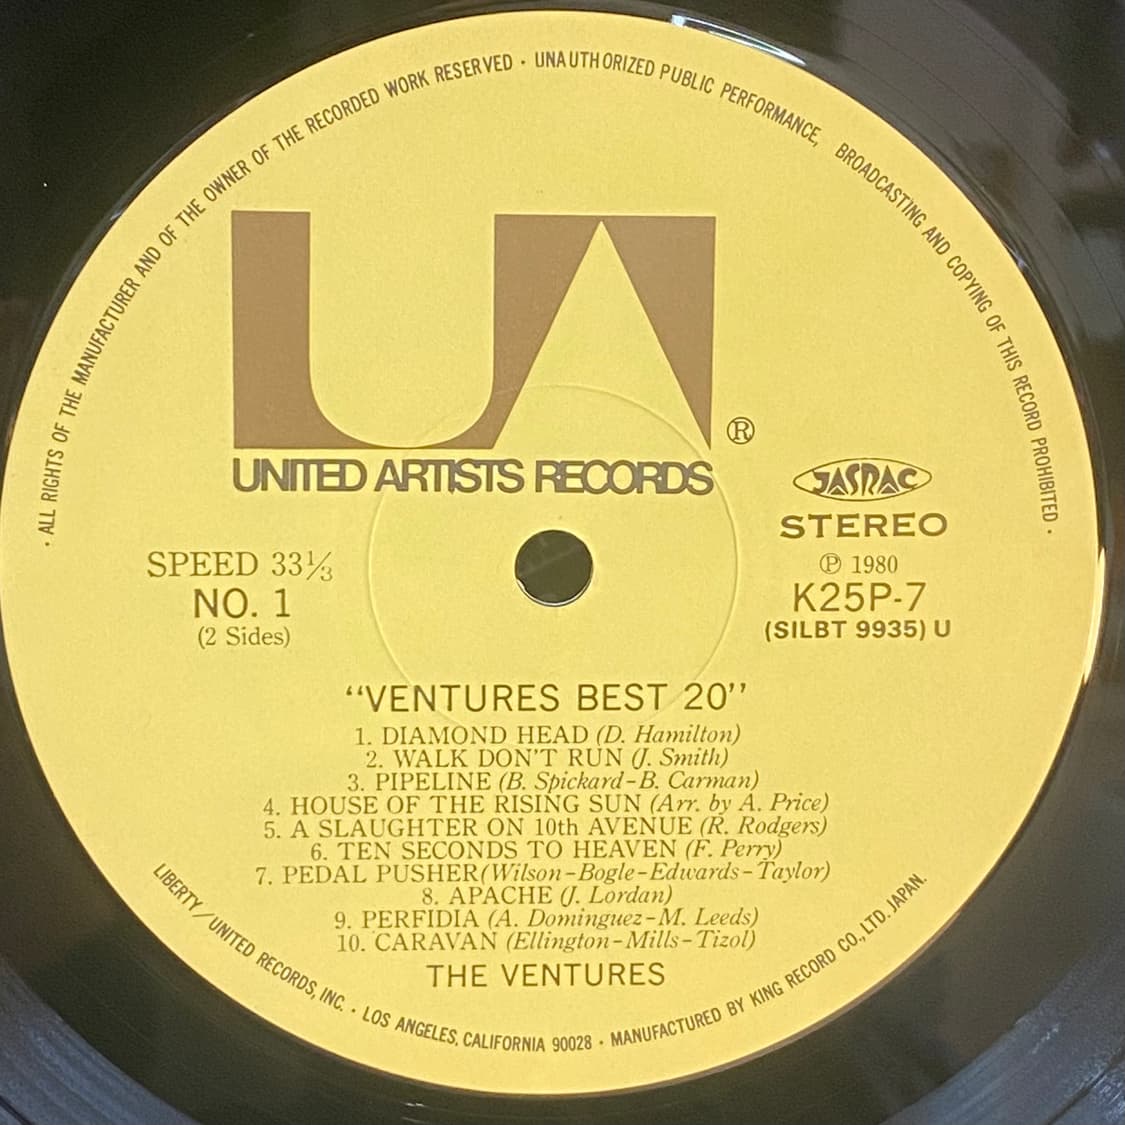 · ALL RIGHTS OF THE MANUFACTURER AND OF THE OWNER OF THE RECORDED WORK RESERVED · UNAUTHORIZED PUBLIC PERFORMANCE, BROADCASTING AND COPYING OF THIS RECORD PROHIBITED ·
UA ®
UNITED ARTISTS RECORDS
JASRAC
STEREO
SPEED 33⅓
NO. 1
(2 Sides)
℗ 1980
K25P-7
(SILBT 9935) U
“VENTURES BEST 20”
1. DIAMOND HEAD (D. Hamilton)
2. WALK DON'T RUN (J. Smith)
3. PIPELINE (B. Spickard-B. Carman)
4. HOUSE OF THE RISING SUN (Arr. by A. Price)
5. A SLAUGHTER ON 10th AVENUE (R. Rodgers)
6. TEN SECONDS TO HEAVEN (F. Perry)
7. PEDAL PUSHER(Wilson-Bogle-Edwards-Taylor)
8. APACHE (J. Lordan)
9. PERFIDIA (A. Dominguez-M. Leeds)
10. CARAVAN (Ellington-Mills-Tizol)
THE VENTURES
LIBERTY/UNITED RECORDS, INC. · LOS ANGELES, CALIFORNIA 90028 · MANUFACTURED BY KING RECORD CO., LTD. JAPAN.